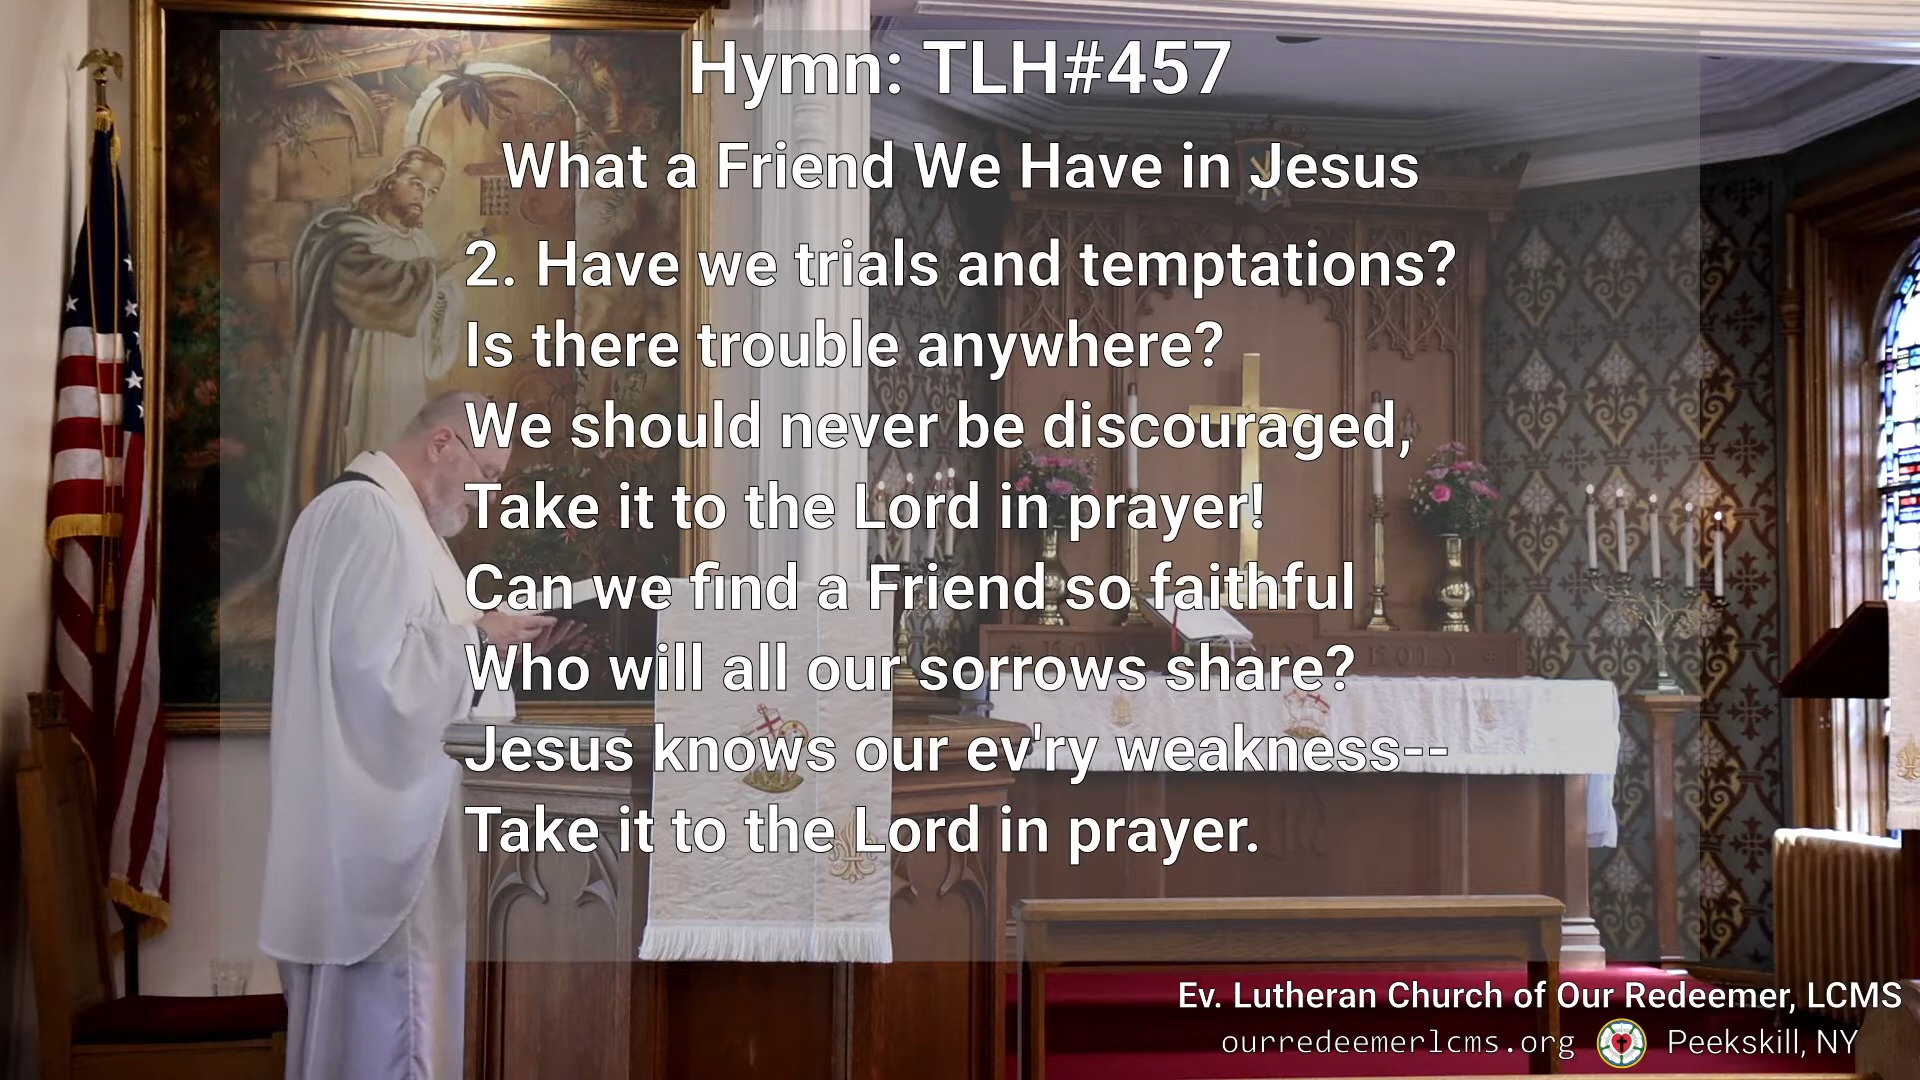 Hymn: TLH#457
What a Friend We Have in Jesus
2. Have we trials and temptations?
Is there trouble anywhere?
We should never be discouraged,
Take it to the Lord in prayer!
Can we find a Friend so faithful
Who will all our sorrows share?
Jesus knows our ev'ry weakness--
Take it to the Lord in prayer.
HOLY
Ev. Lutheran Church of Our Redeemer, LCMS
ourredeemerlcms.org Peekskill, NY